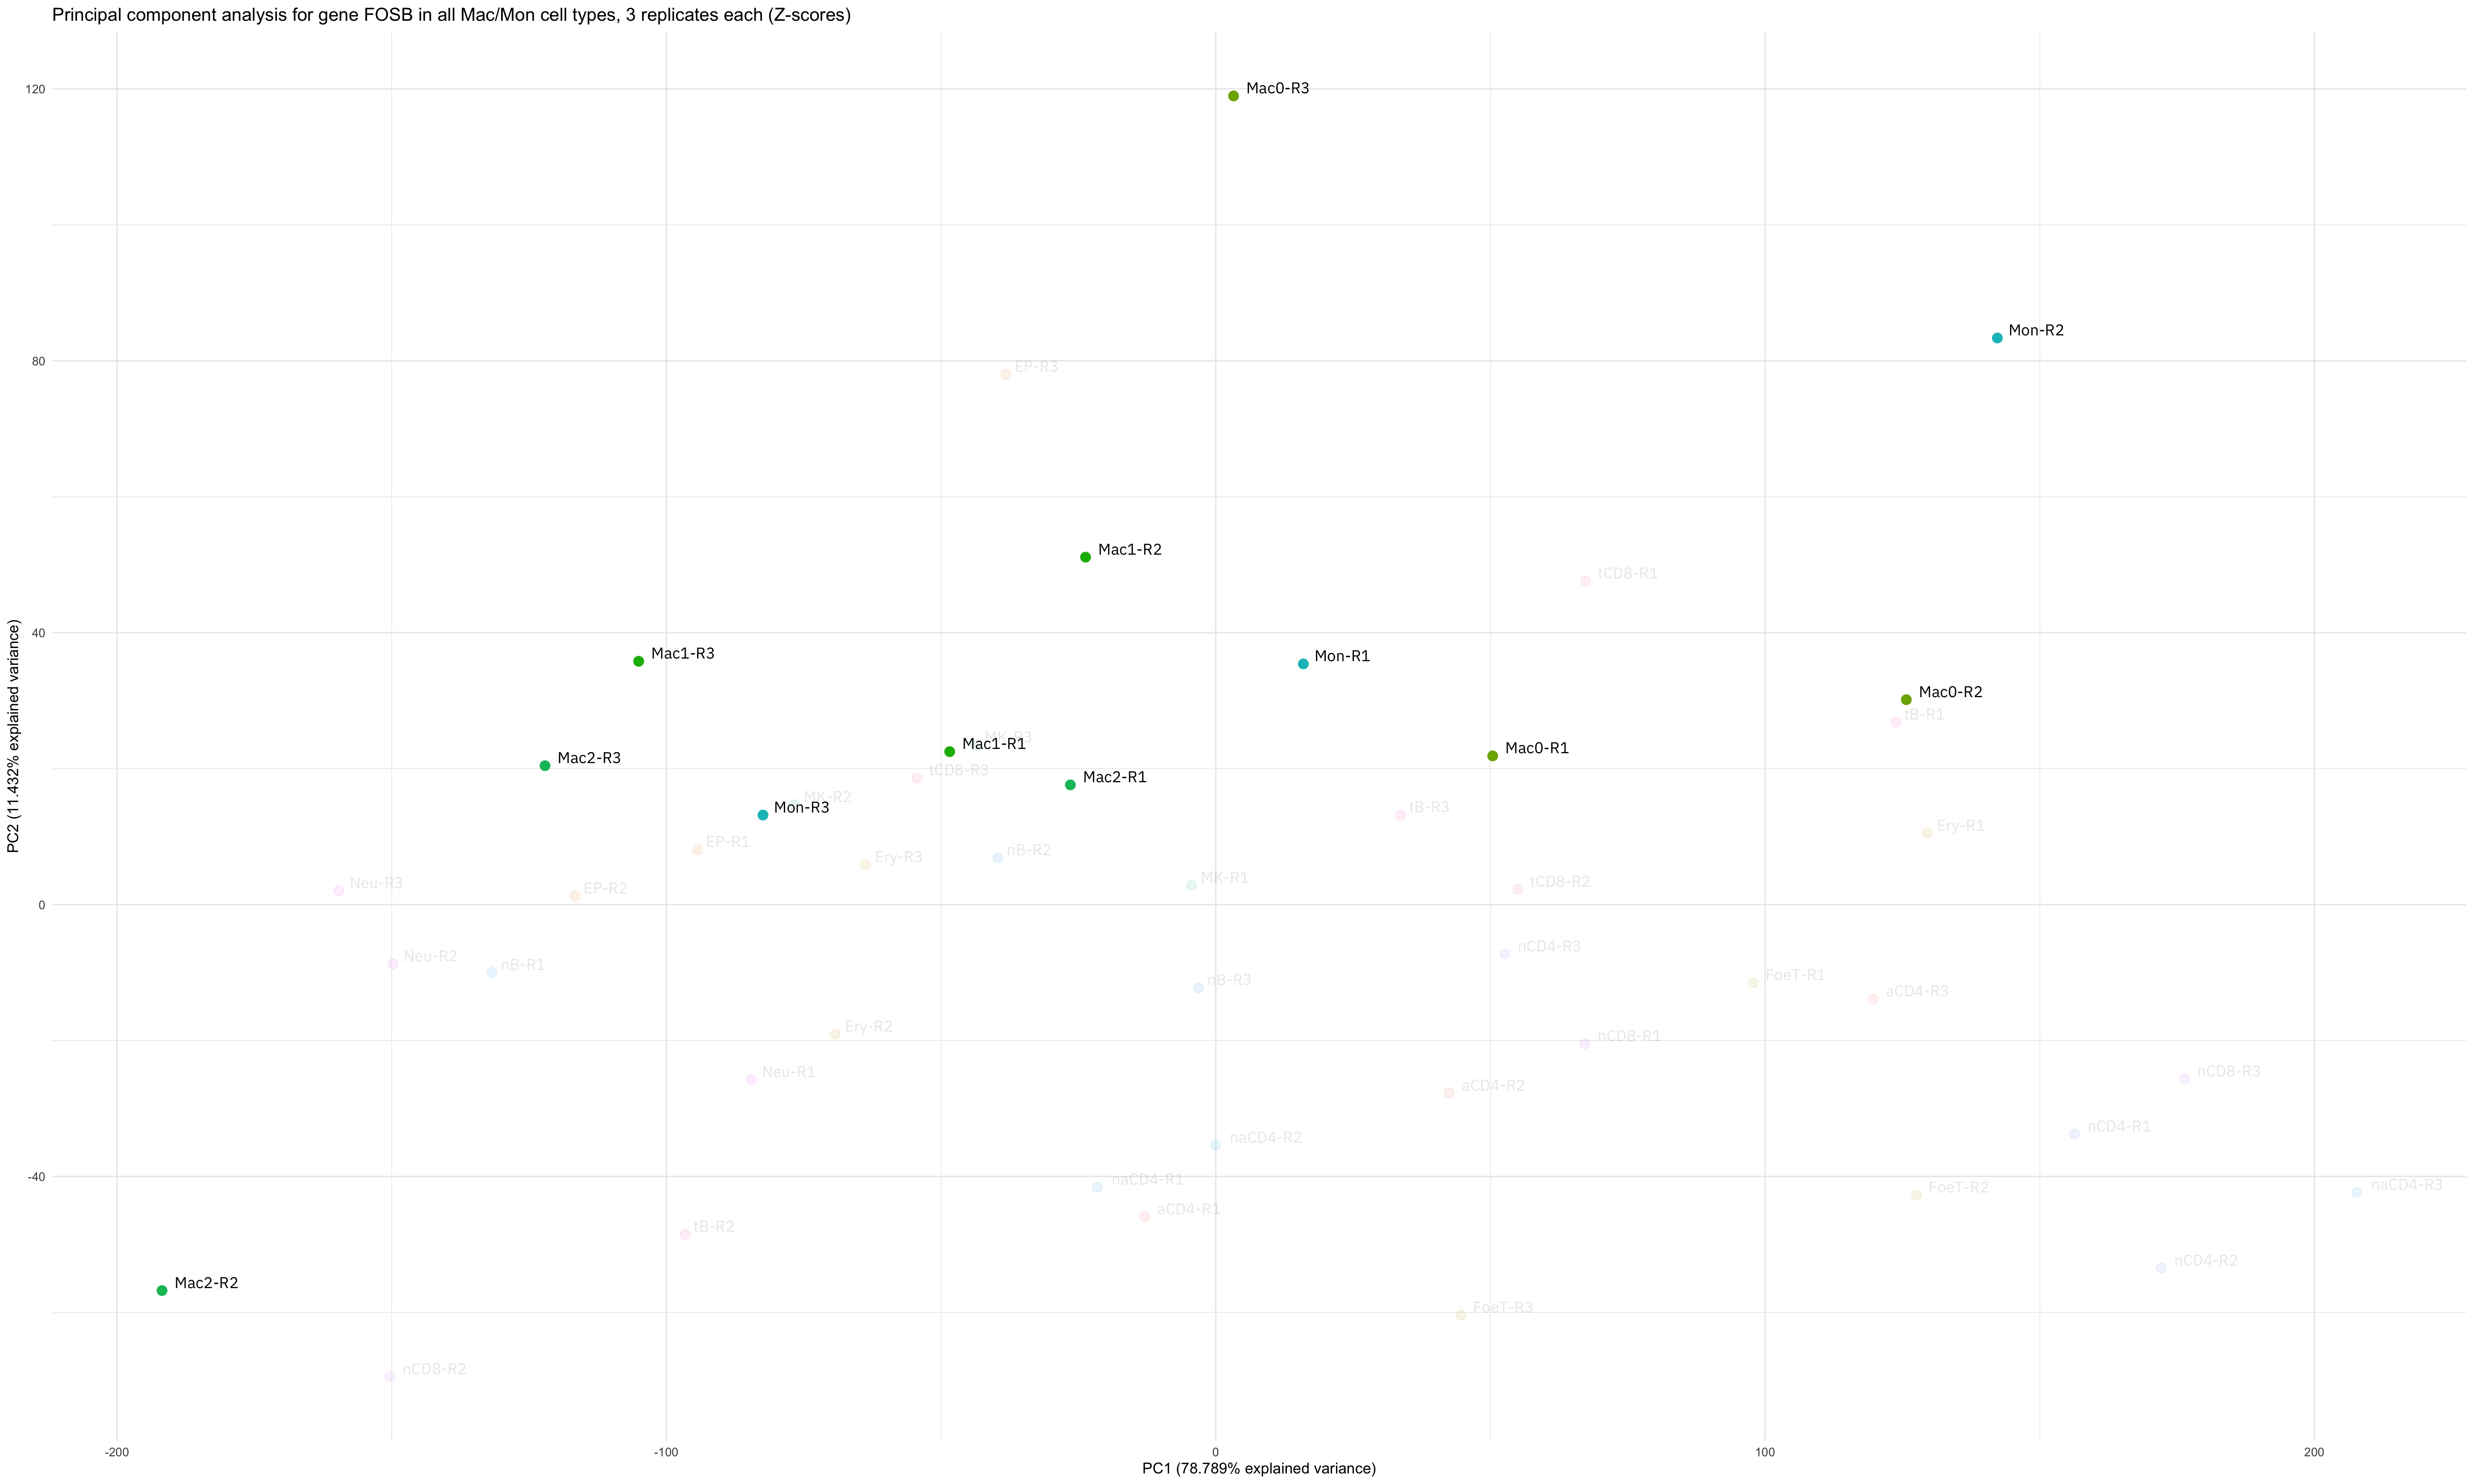 Principal component analysis for gene FOSB in all Mac/Mon cell types, 3 replicates each (Z-scores)
120
Mac0-R3
Mon-R2
80
EP-R3
Mac1-R2
tCD8-R1
40
Mac1-R3
Mon-R1
Mac0-R2
tB-R1
MK-R3
Mac1-R1
Mac0-R1
Mac2-R3
tCD8-R3
Mac2-R1
MK-R2
Mon-R3
tB-R3
EP-R1
Ery-R3
nB-R2
Ery-R1
Neu-R3
EP-R2
MK-R1
tCD8-R2
0
Neu-R2
nB-R1
nCD4-R3
nB-R3
FoeT-R1
aCD4-R3
Ery-R2
nCD8-R1
Neu-R1
aCD4-R2
nCD8-R3
naCD4-R2
nCD4-R1
-40
naCD4-R1
FoeT-R2
naCD4-R3
aCD4-R1
tB-R2
nCD4-R2
Mac2-R2
FoeT-R3
nCD8-R2
-200
-100
0
100
200
PC1 (78.789% explained variance)
PC2 (11.432% explained variance)